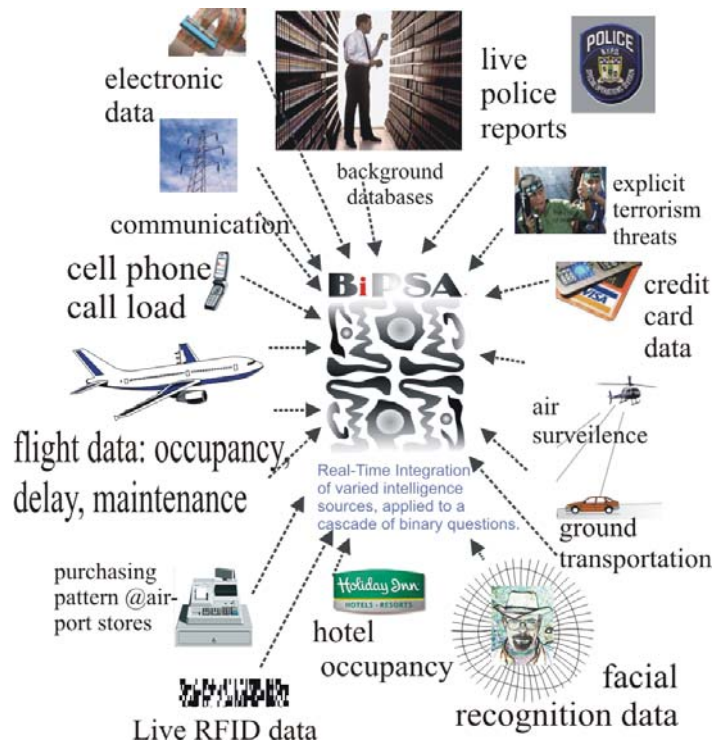 electronic
data
live
police
reports
POLICE
background
databases
explicit
terrorism
threats
communication
cell phone
call load
BiPSA
VISA
credit
card
data
air
surveilence
flight data: occupancy,
delay, maintenance
Real-Time Integration
of varied intelligence
sources, applied to a
cascade of binary questions.
ground
transportation
purchasing
pattern @air-
port stores
Holiday Inn
HOTELS · RESORTS
hotel
occupancy
facial
recognition data
Live RFID data